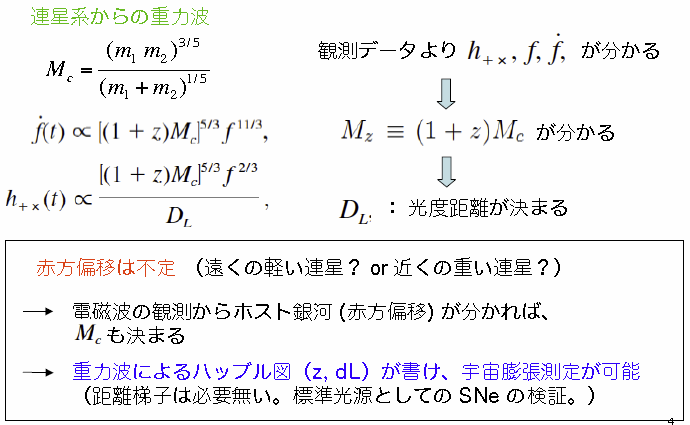 連星系からの重力波
M_c = (m_1 m_2)^{3/5} / (m_1 + m_2)^{1/5}
ḟ(t) ∝ [(1 + z)M_c]^{5/3} f^{11/3},
h_{+×}(t) ∝ [(1 + z)M_c]^{5/3} f^{2/3} / D_L ,
観測データより h_{+×}, f, ḟ, が分かる
M_z ≡ (1 + z)M_c が分かる
D_L, : 光度距離が決まる
赤方偏移は不定 (遠くの軽い連星? or 近くの重い連星?)
→ 電磁波の観測からホスト銀河 (赤方偏移) が分かれば、
M_c も決まる
→ 重力波によるハッブル図 (z, dL) が書け、宇宙膨張測定が可能
(距離梯子は必要無い。標準光源としての SNe の検証。)
4